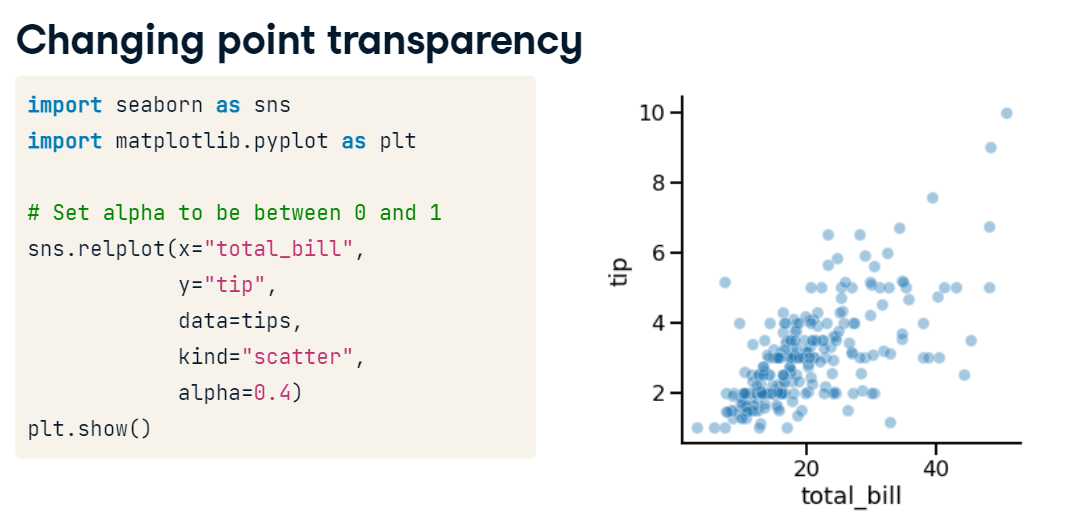 Changing point transparency
import seaborn as sns
import matplotlib.pyplot as plt
# Set alpha to be between 0 and 1
sns.relplot(x="total_bill",
y="tip",
data=tips,
kind="scatter",
alpha=0.4)
plt.show()
10
8
6
4
2
tip
20 40
total_bill